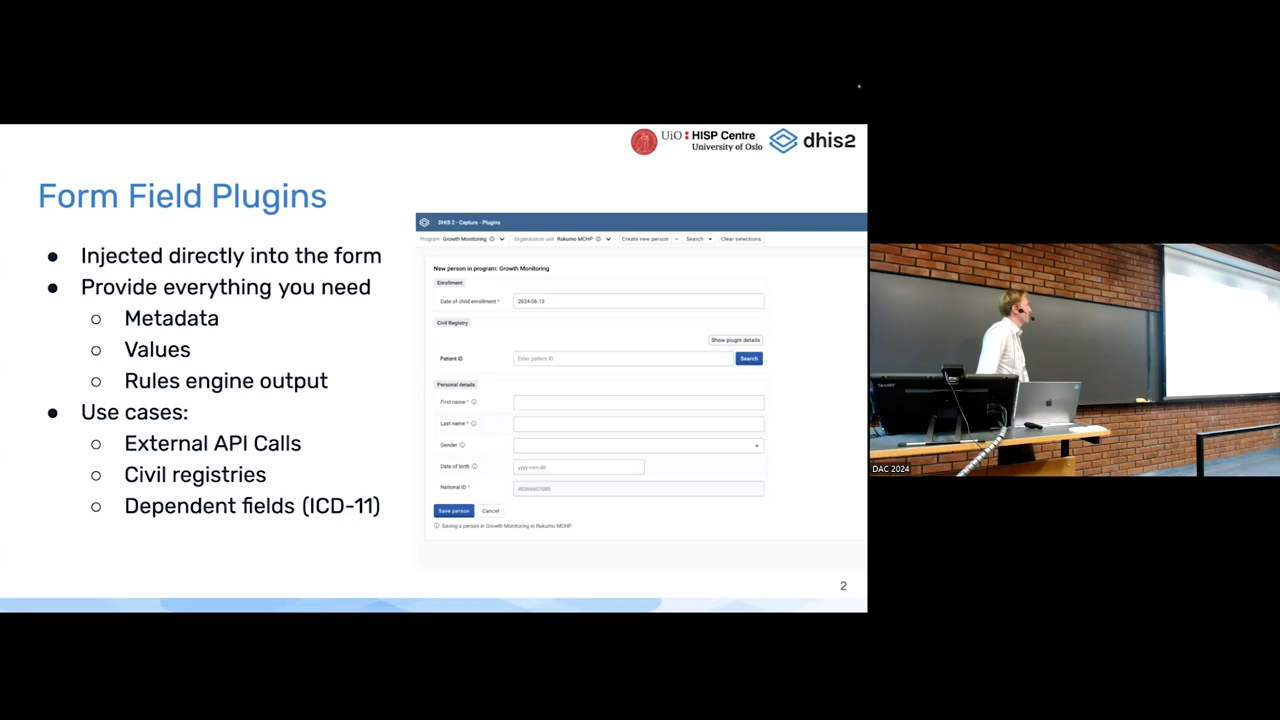 UiO HISP Centre
University of Oslo
dhis2
Form Field Plugins
● Injected directly into the form
● Provide everything you need
○ Metadata
○ Values
○ Rules engine output
● Use cases:
○ External API Calls
○ Civil registries
○ Dependent fields (ICD-11)
DHIS 2 - Capture - Plugins
Program Growth Monitoring Organisation unit Rukumo MCHP Create new person Search Clear selections
New person in program: Growth Monitoring
Enrollment
Date of child enrollment * 2024-06-13
Civil Registry
Show plugin details
Patient ID Enter patient ID Search
Personal details
First name *
Last name *
Gender
Date of birth yyyy-mm-dd
National ID *
Save person Cancel
Saving a person in Growth Monitoring in Rukumo MCHP.
2
DAC 2024